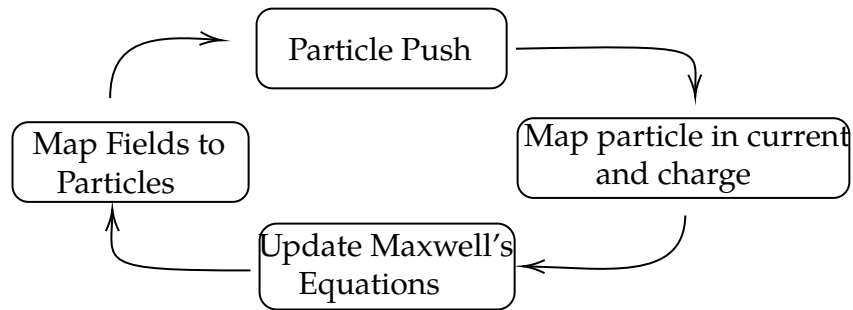 Particle Push
Map Fields to
Particles
Map particle in current
and charge
Update Maxwell's
Equations